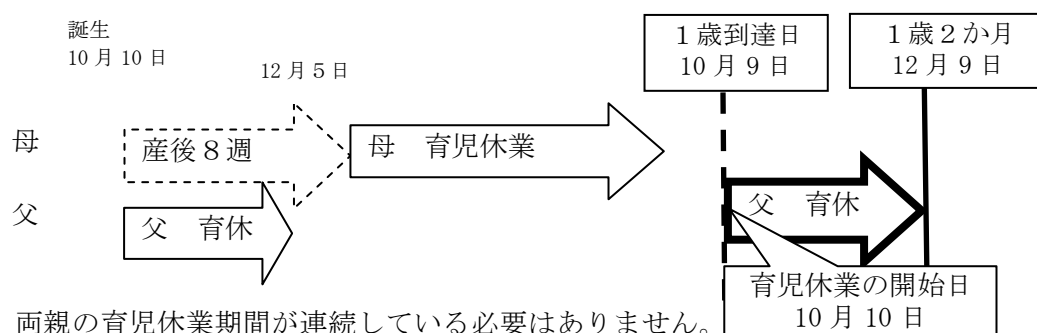 誕生
10月10日
12月5日
１歳到達日
10月9日
１歳２か月
12月9日
母
産後８週
母　育児休業
父
父　育休
父　育休
育児休業の開始日
10月10日
両親の育児休業期間が連続している必要はありません。